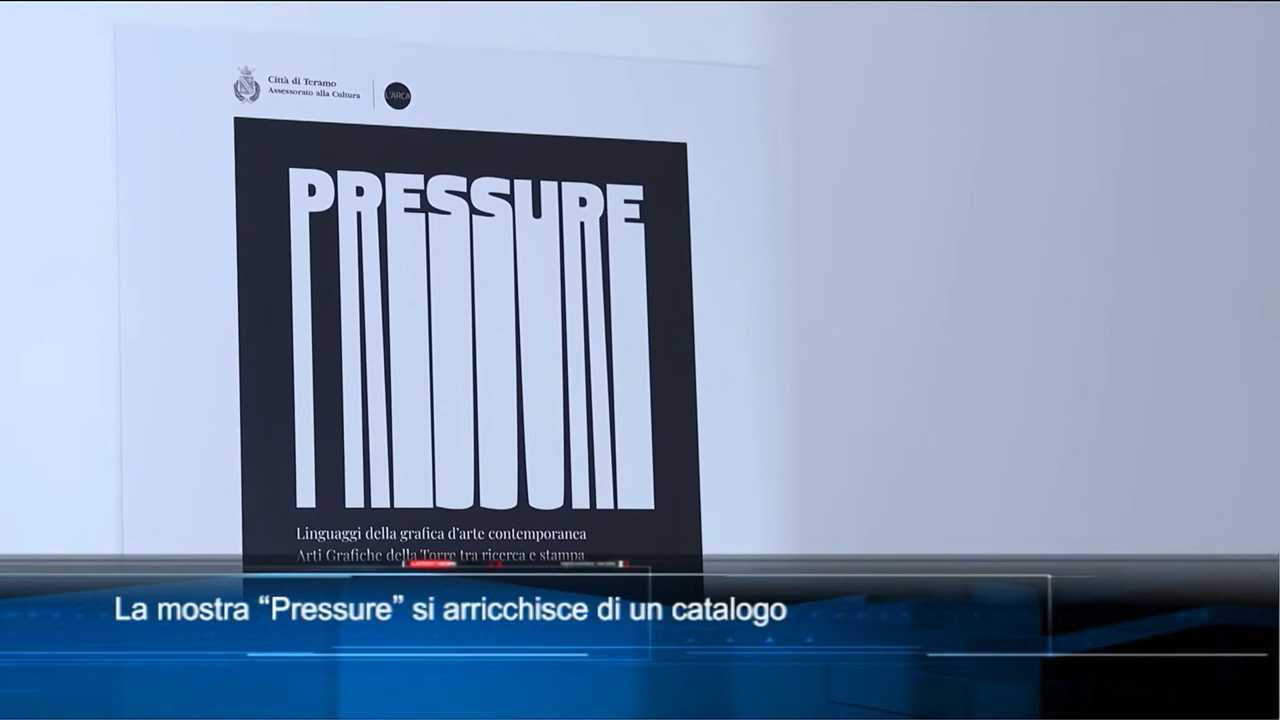 Città di Teramo
Assessorato alla Cultura
L'ARCA
PRESSURE
Linguaggi della grafica d'arte contemporanea
Arti Grafiche della Torre tra ricerca e stampa
La mostra “Pressure” si arricchisce di un catalogo